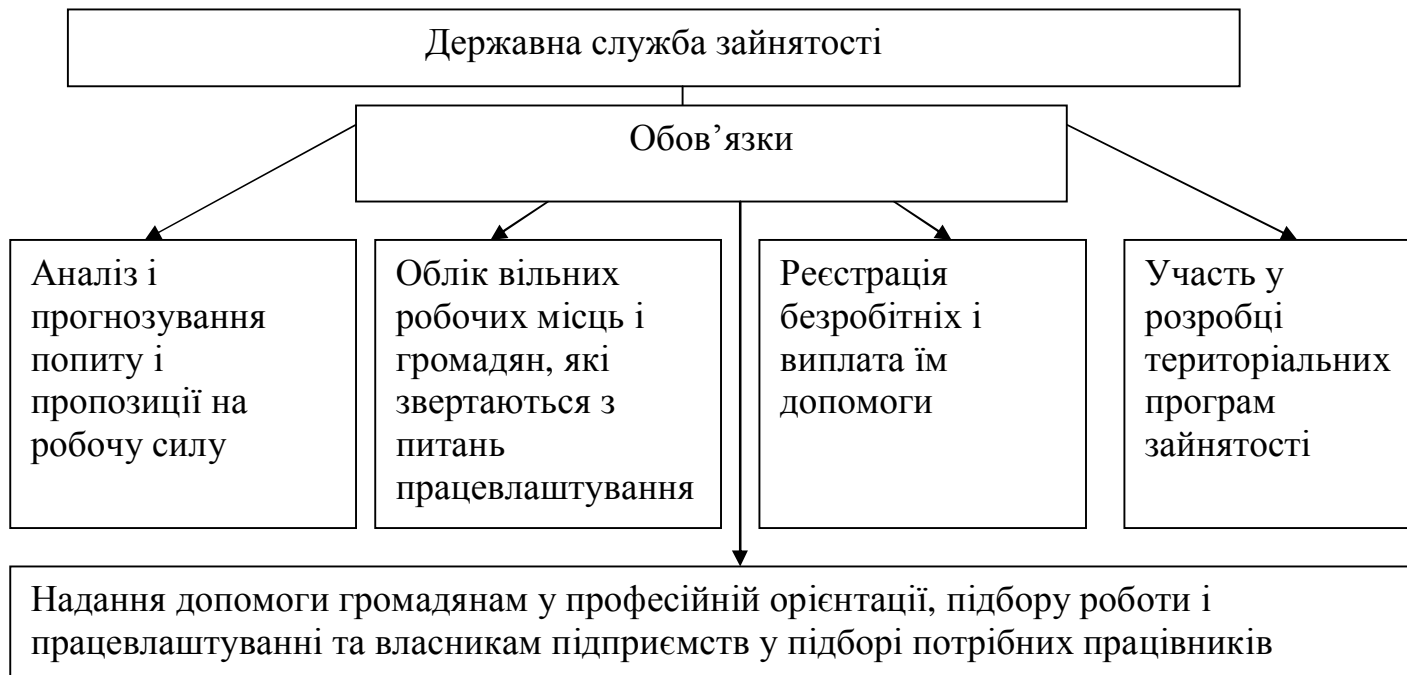 Державна служба зайнятості
Обов’язки
Аналіз і
прогнозування
попиту і
пропозиції на
робочу силу
Облік вільних
робочих місць і
громадян, які
звертаються з
питань
працевлаштування
Реєстрація
безробітніх і
виплата їм
допомоги
Участь у
розробці
територіальних
програм
зайнятості
Надання допомоги громадянам у професійній орієнтації, підбору роботи і
працевлаштуванні та власникам підприємств у підборі потрібних працівників